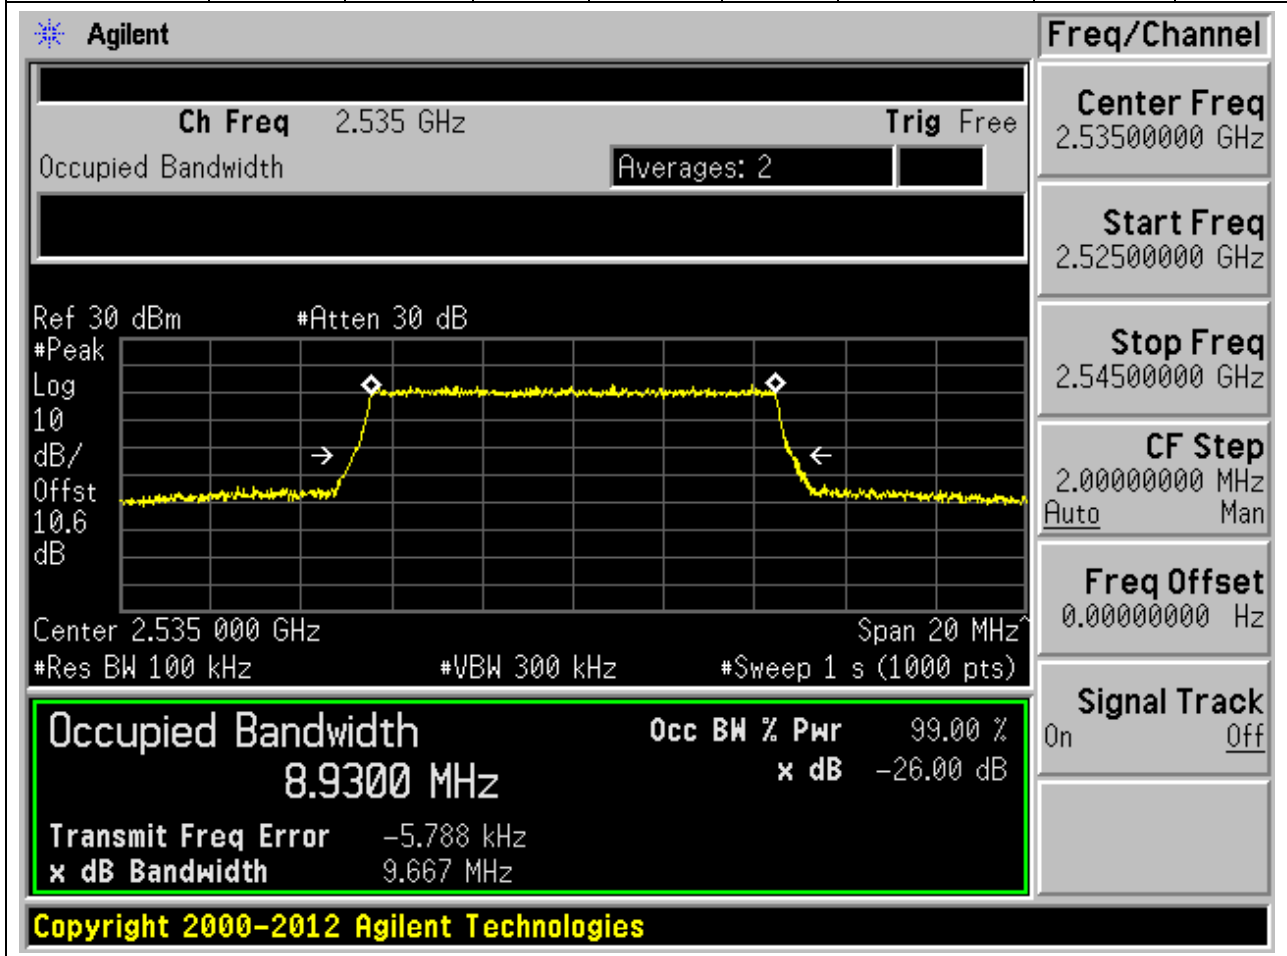 Agilent
Freq/Channel
Ch Freq 2.535 GHz Trig Free
Occupied Bandwidth Averages: 2
Center Freq
2.53500000 GHz
Start Freq
2.52500000 GHz
Stop Freq
2.54500000 GHz
CF Step
2.00000000 MHz
Auto Man
Freq Offset
0.00000000 Hz
Signal Track
On Off
Ref 30 dBm #Atten 30 dB
#Peak
Log
10
dB/
Offst
10.6
dB
Center 2.535 000 GHz Span 20 MHz^
#Res BW 100 kHz #VBW 300 kHz #Sweep 1 s (1000 pts)
Occupied Bandwidth Occ BW % Pwr 99.00 %
8.9300 MHz x dB -26.00 dB
Transmit Freq Error -5.788 kHz
x dB Bandwidth 9.667 MHz
Copyright 2000-2012 Agilent Technologies